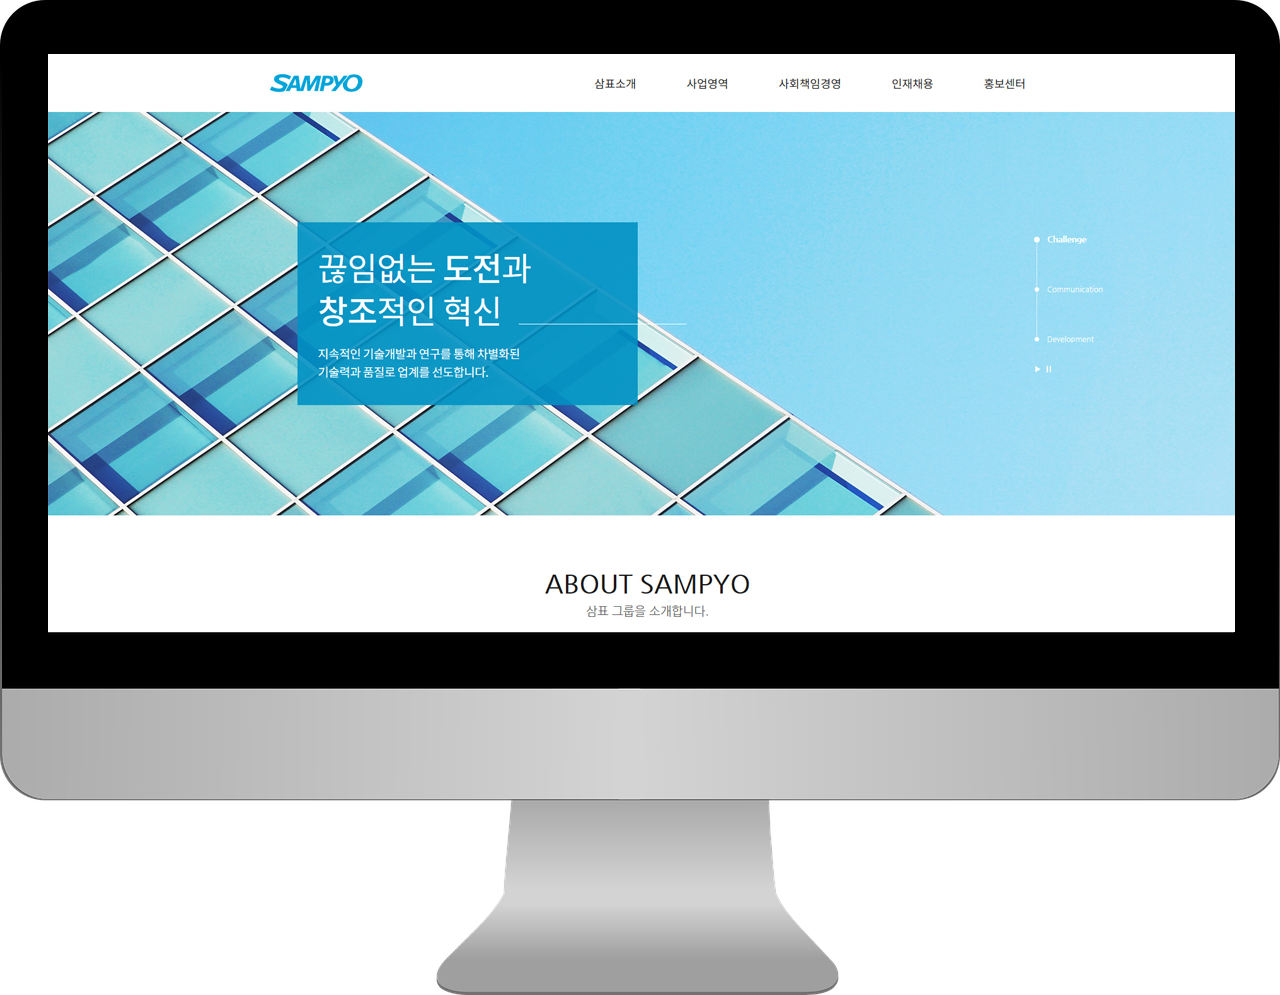 SAMPYO
삼표소개 사업영역 사회책임경영 인재채용 홍보센터
끊임없는 도전과
창조적인 혁신
지속적인 기술개발과 연구를 통해 차별화된
기술력과 품질로 업계를 선도합니다.
Challenge
Communication
Development
ABOUT SAMPYO
삼표 그룹을 소개합니다.